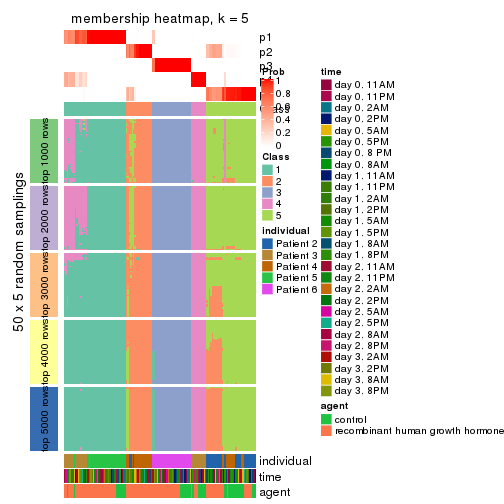 membership heatmap, k = 5
p1
p2
p3
Prob
1
0.8
0.6
0.4
0.2
0
Class
1
2
3
4
5
individual
Patient 2
Patient 3
Patient 4
Patient 5
Patient 6
time
day 0. 11AM
day 0. 11PM
day 0. 2AM
day 0. 2PM
day 0. 5AM
day 0. 5PM
day 0. 8 PM
day 0. 8AM
day 1. 11AM
day 1. 11PM
day 1. 2AM
day 1. 2PM
day 1. 5AM
day 1. 5PM
day 1. 8AM
day 1. 8PM
day 2. 11AM
day 2. 11PM
day 2. 2AM
day 2. 2PM
day 2. 5AM
day 2. 5PM
day 2. 8AM
day 2. 8PM
day 3. 2AM
day 3. 2PM
day 3. 8AM
day 3. 8PM
agent
control
recombinant human growth hormone
50 x 5 random samplings
top 1000 rows
top 2000 rows
top 3000 rows
top 4000 rows
top 5000 rows
individual
time
agent